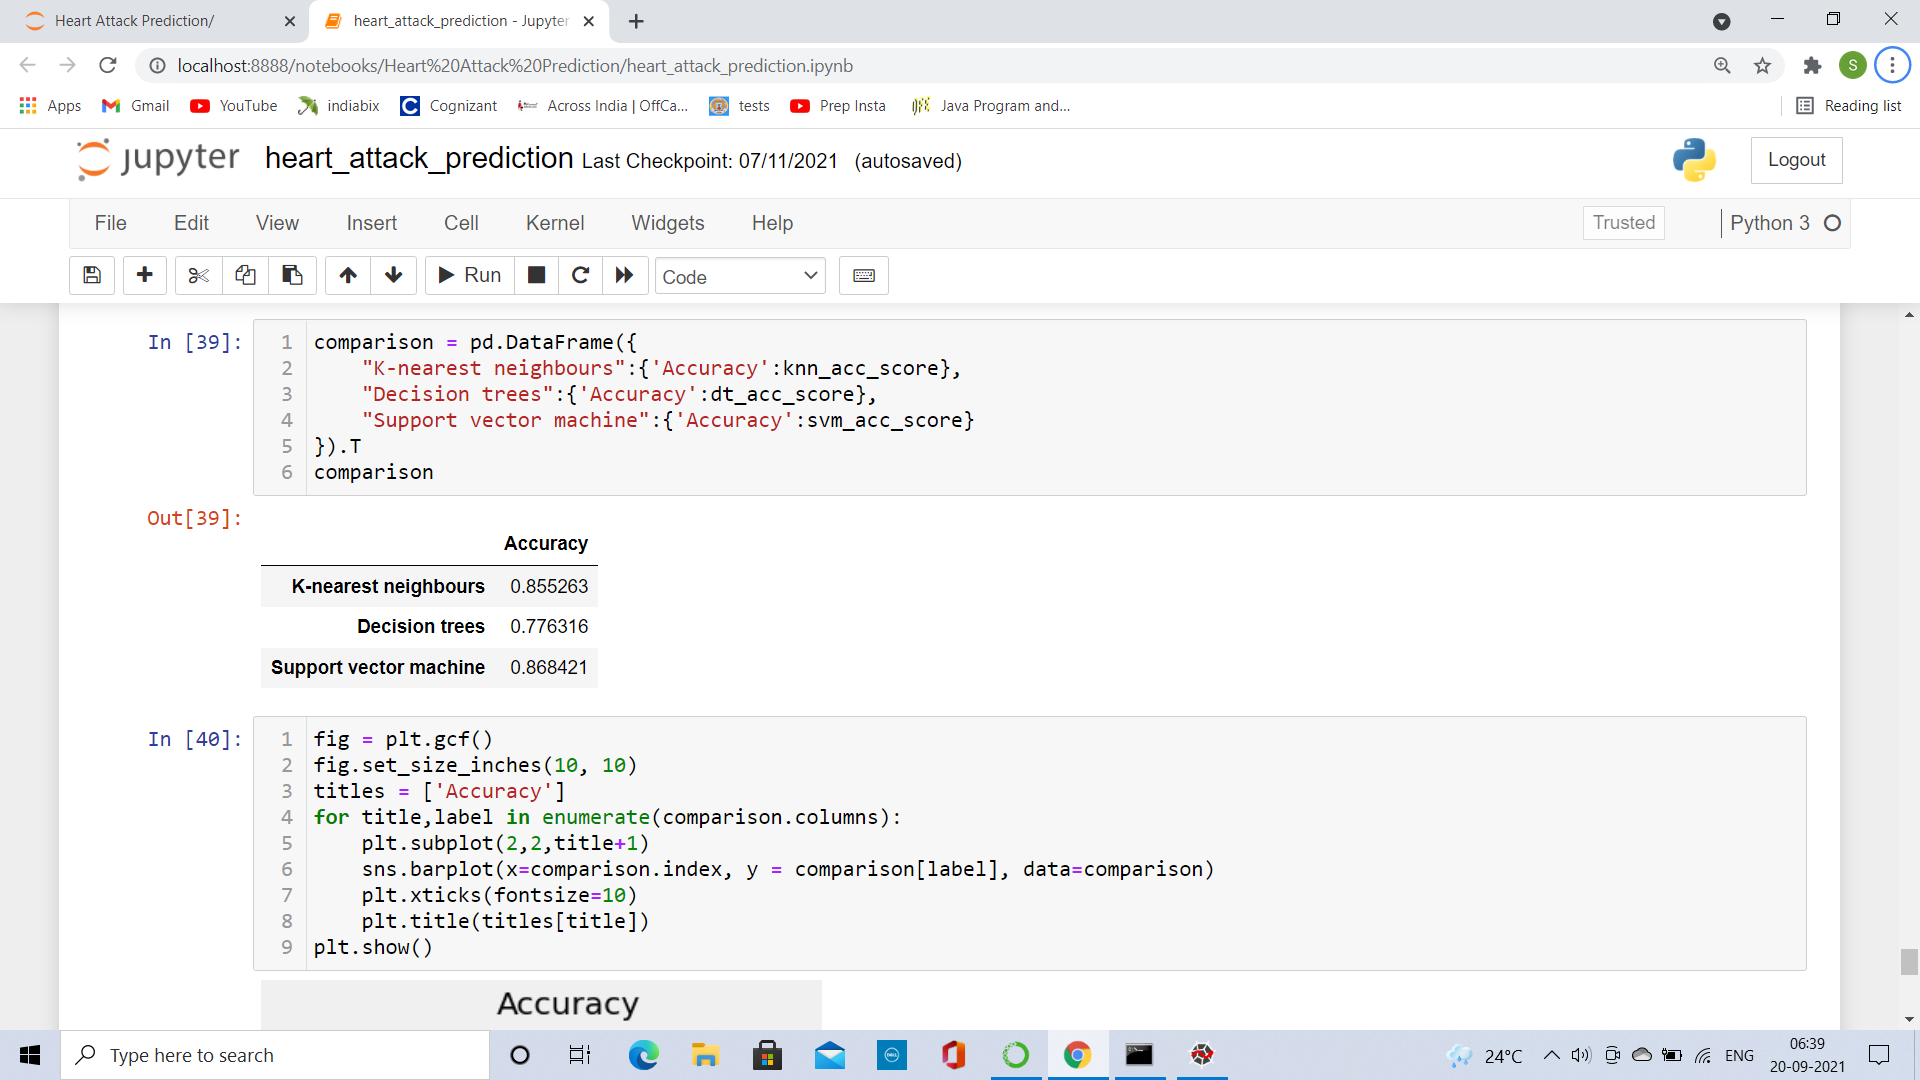 Heart Attack Prediction/
heart_attack_prediction - Jupyter
localhost:8888/notebooks/Heart%20Attack%20Prediction/heart_attack_prediction.ipynb
S
Apps Gmail YouTube indiabix Cognizant Across India | OffCa... tests Prep Insta Java Program and... Reading list
jupyter heart_attack_prediction Last Checkpoint: 07/11/2021 (autosaved) Logout
File Edit View Insert Cell Kernel Widgets Help Trusted Python 3
Run Code
In [39]:
1 comparison = pd.DataFrame({
2 "K-nearest neighbours":{'Accuracy':knn_acc_score},
3 "Decision trees":{'Accuracy':dt_acc_score},
4 "Support vector machine":{'Accuracy':svm_acc_score}
5 }).T
6 comparison
Out[39]:
Accuracy
K-nearest neighbours 0.855263
Decision trees 0.776316
Support vector machine 0.868421
In [40]:
1 fig = plt.gcf()
2 fig.set_size_inches(10, 10)
3 titles = ['Accuracy']
4 for title,label in enumerate(comparison.columns):
5 plt.subplot(2,2,title+1)
6 sns.barplot(x=comparison.index, y = comparison[label], data=comparison)
7 plt.xticks(fontsize=10)
8 plt.title(titles[title])
9 plt.show()
Accuracy
Type here to search
DELL
24°C ENG
06:39
20-09-2021